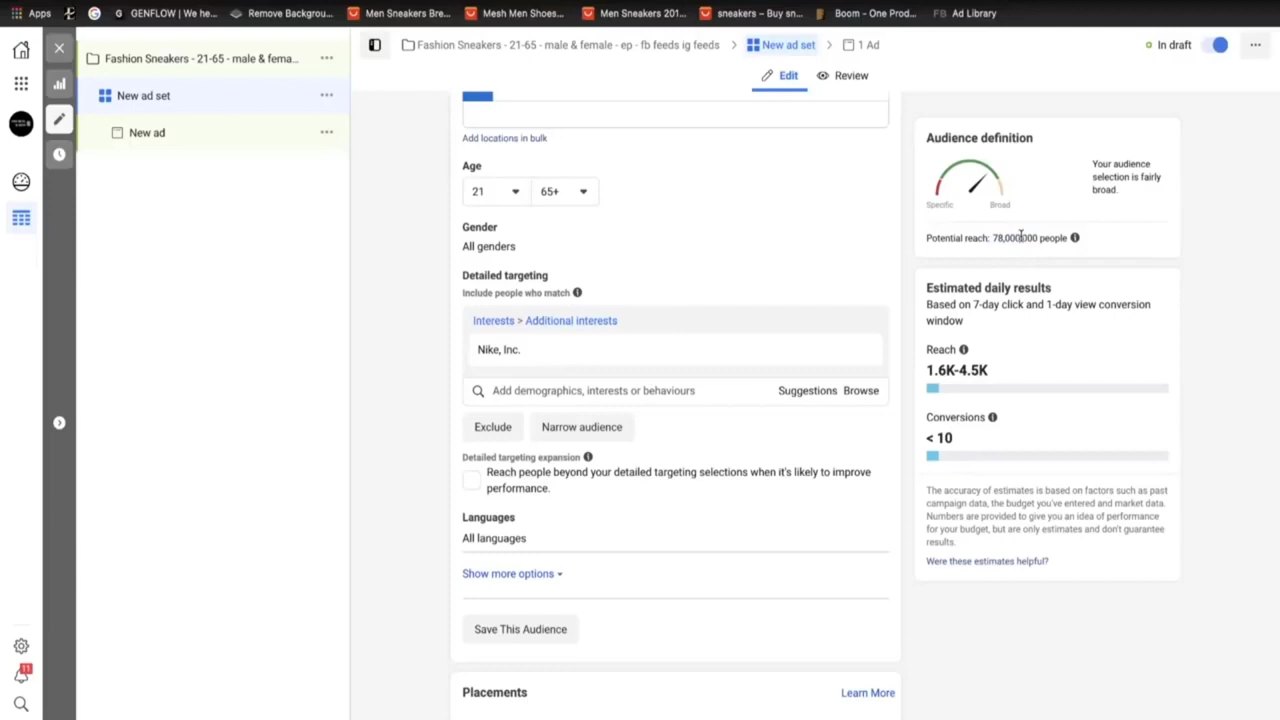 Apps
GENFLOW | We he...
Remove Backgrou...
Men Sneakers Bre...
Mesh Men Shoes...
Men Sneakers 201...
sneakers – Buy sn...
Boom - One Prod...
FB Ad Library
Fashion Sneakers - 21-65 - male & fema...
New ad set
New ad
11
Fashion Sneakers - 21-65 - male & female - ep - fb feeds ig feeds > New ad set > 1 Ad
In draft
Edit
Review
Add locations in bulk
Age
21
65+
Gender
All genders
Detailed targeting
Include people who match
Interests > Additional interests
Nike, Inc.
Add demographics, interests or behaviours
Suggestions
Browse
Exclude
Narrow audience
Detailed targeting expansion
Reach people beyond your detailed targeting selections when it's likely to improve
performance.
Languages
All languages
Show more options
Save This Audience
Placements
Learn More
Audience definition
Specific
Broad
Your audience
selection is fairly
broad.
Potential reach: 78,000,000 people
Estimated daily results
Based on 7-day click and 1-day view conversion
window
Reach
1.6K-4.5K
Conversions
< 10
The accuracy of estimates is based on factors such as past
campaign data, the budget you've entered and market data.
Numbers are provided to give you an idea of performance
for your budget, but are only estimates and don't guarantee
results.
Were these estimates helpful?